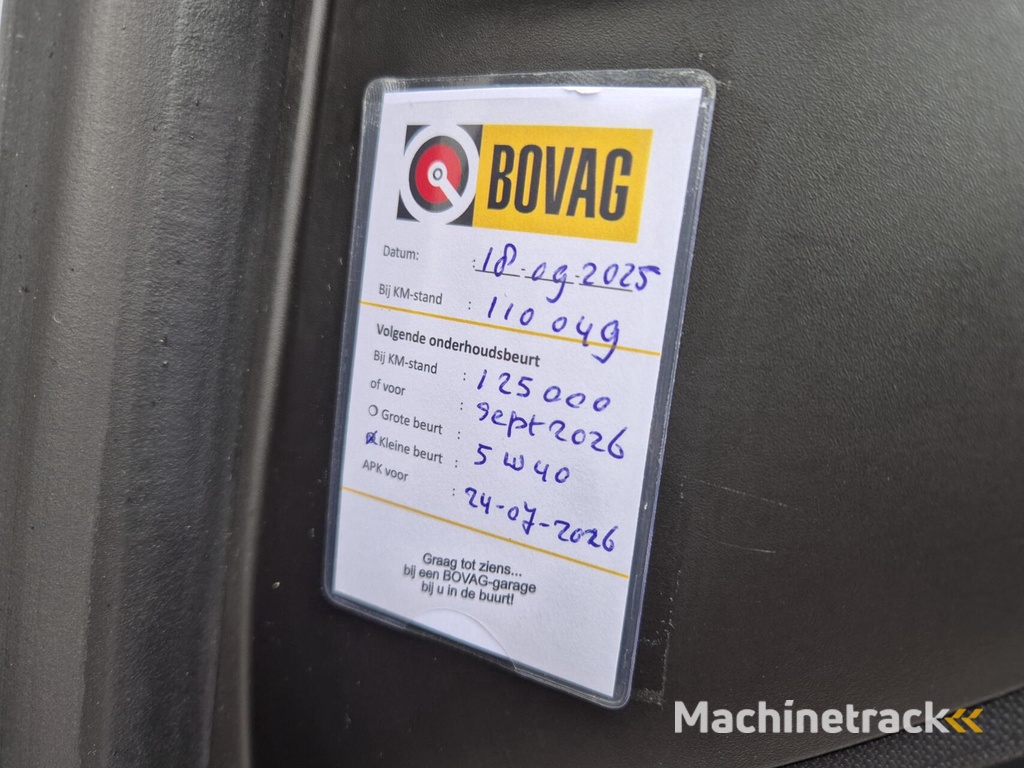 BOVAG
Datum: : 18-09-2025
Bij KM-stand : 110 049
Volgende onderhoudsbeurt
Bij KM-stand : 125000
of voor : sept 2026
Grote beurt :
Kleine beurt : 5W40
APK voor : 24-07-2026
Graag tot ziens...
bij een BOVAG-garage
bij u in de buurt!
Machinetrack